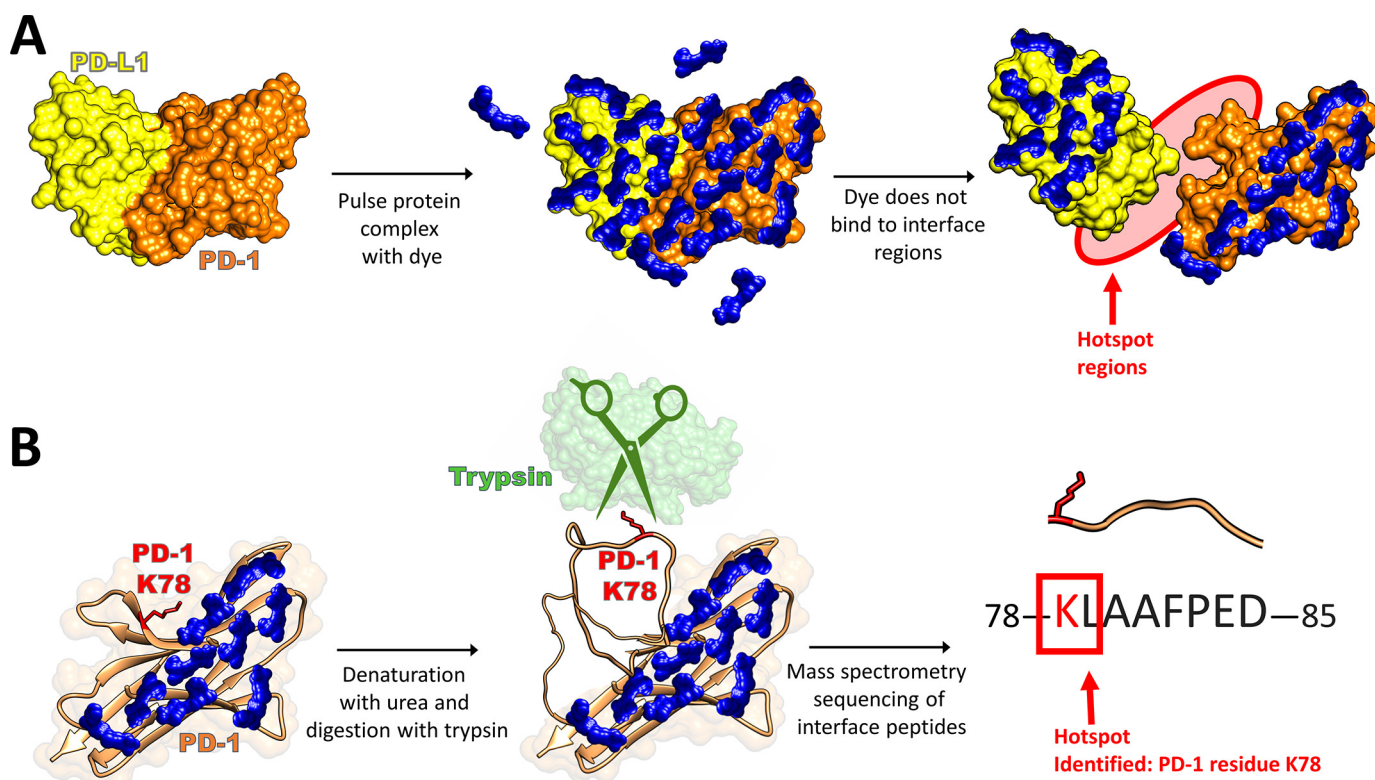 A
PD-L1
PD-1
Pulse protein
complex
with dye
Dye does not
bind to interface
regions
Hotspot
regions
B
Trypsin
PD-1
K78
PD-1
Denaturation
with urea and
digestion with trypsin
PD-1
K78
Mass spectrometry
sequencing of
interface peptides
78—KLAAFPED—85
Hotspot
Identified: PD-1 residue K78